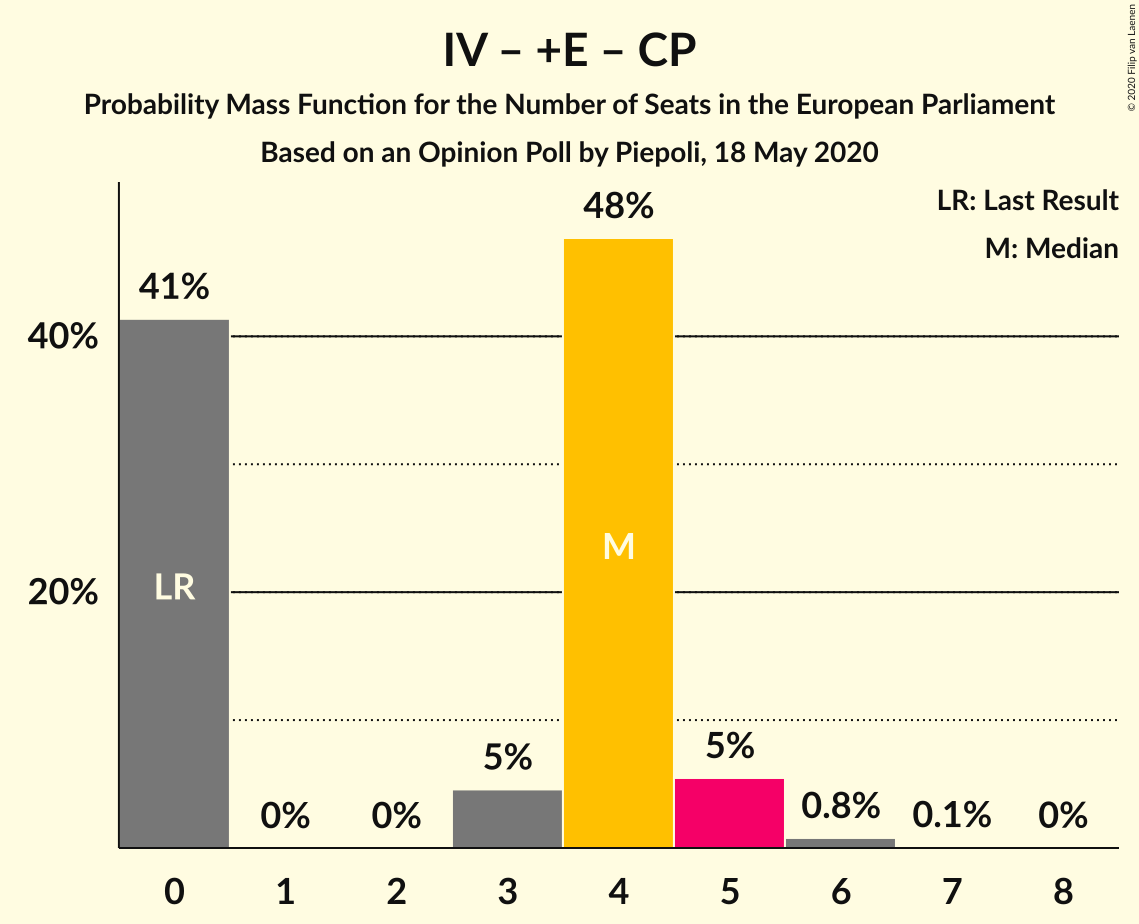 IV – +E – CP
Probability Mass Function for the Number of Seats in the European Parliament
Based on an Opinion Poll by Piepoli, 18 May 2020
© 2020 Filip van Laenen
LR: Last Result
M: Median
48%
41%
40%
LR
M
20%
5%
5%
0%
0%
0.8%
0.1%
0%
0
1
2
3
4
5
6
7
8